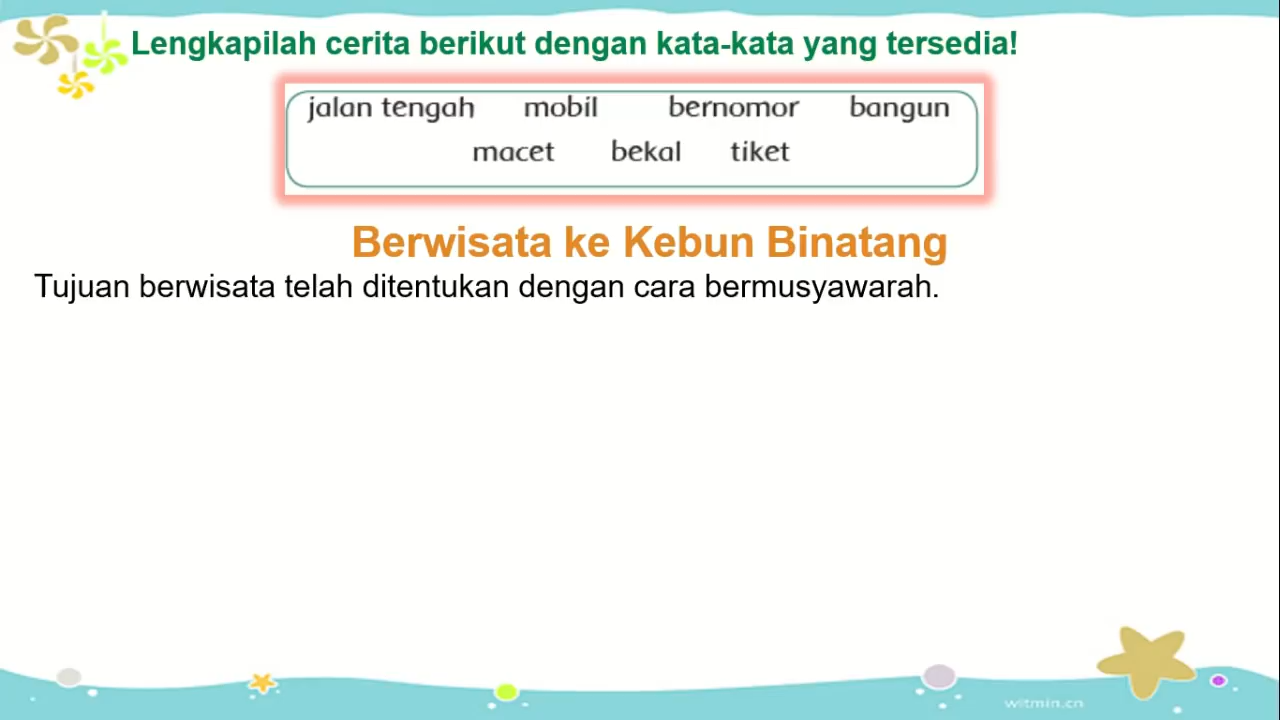 Lengkapilah cerita berikut dengan kata-kata yang tersedia!
jalan tengah mobil bernomor bangun
macet bekal tiket
Berwisata ke Kebun Binatang
Tujuan berwisata telah ditentukan dengan cara bermusyawarah.
witmin.cn